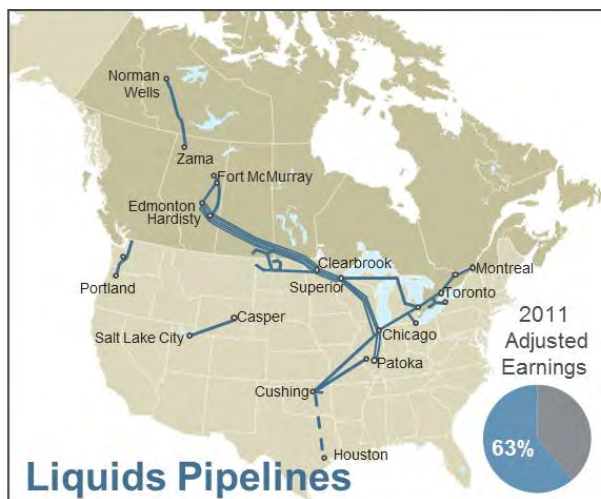 Norman
Wells
Zama
Fort McMurray
Edmonton
Hardisty
Clearbrook
Superior
Montreal
Toronto
Portland
Casper
Salt Lake City
Chicago
Patoka
Cushing
Houston
2011
Adjusted
Earnings
63%
Liquids Pipelines